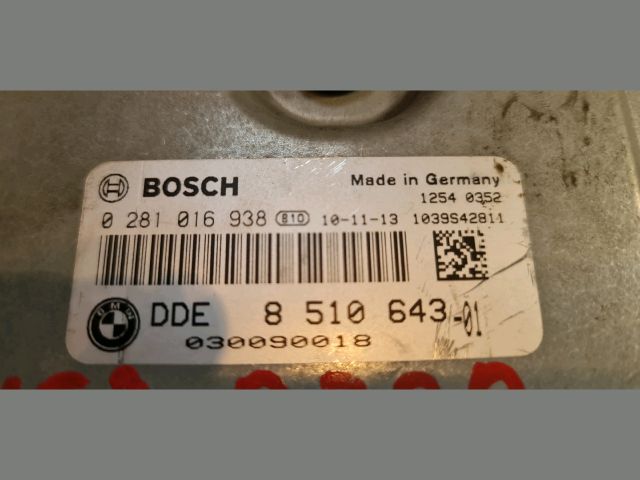 BOSCH Made in Germany
1254 0352
0 281 016 938 810 10-11-13 1039S42811
BMW DDE 8 510 643-01
030090018